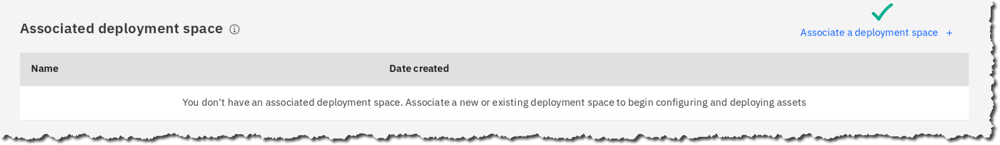 Associated deployment space
Associate a deployment space +
Name Date created
You don't have an associated deployment space. Associate a new or existing deployment space to begin configuring and deploying assets